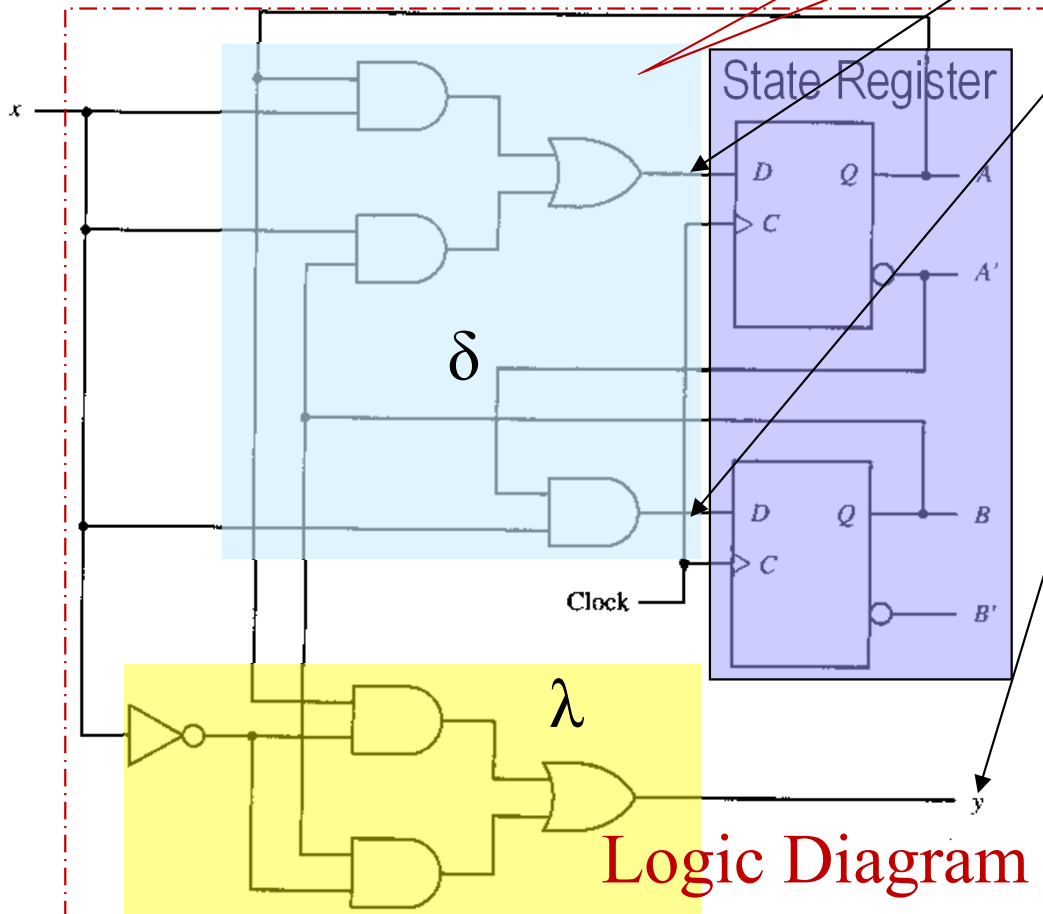 State Register
x
D Q A
C
A'
δ
D Q B
C
Clock
B'
λ
y
Logic Diagram